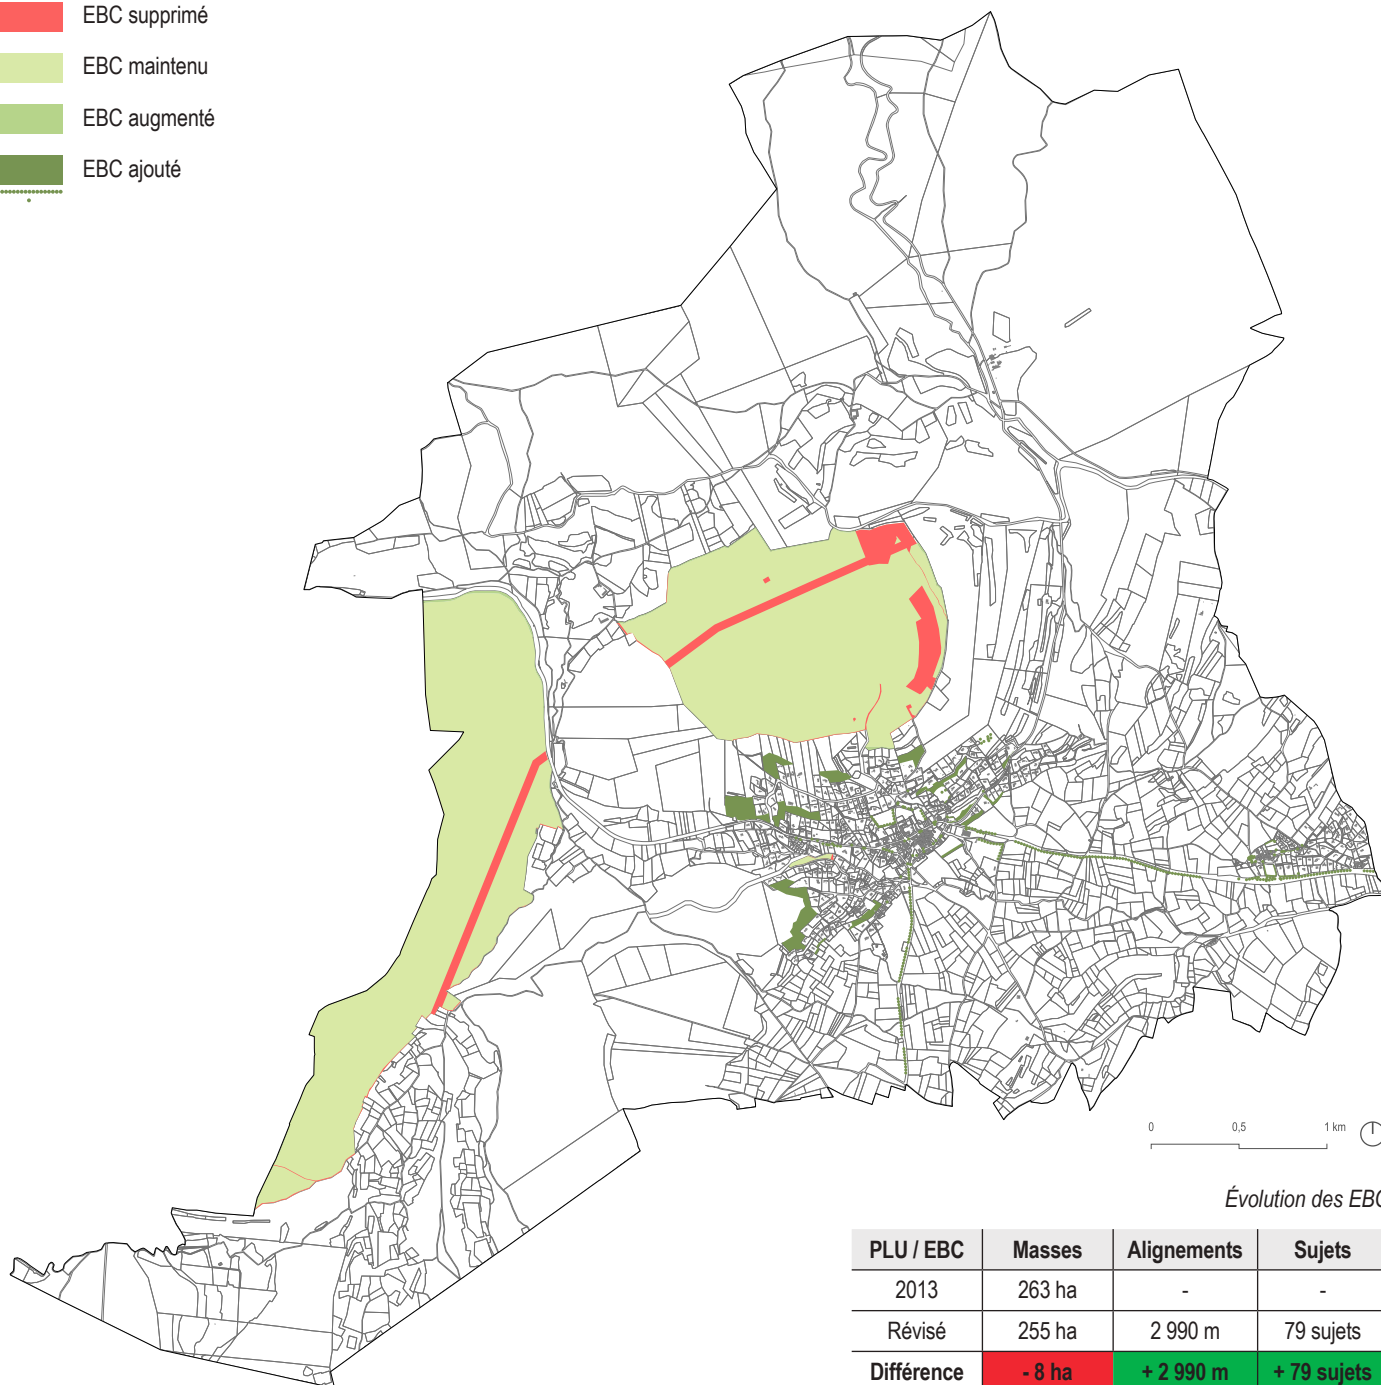 EBC supprimé
EBC maintenu
EBC augmenté
EBC ajouté
0 0,5 1 km
Évolution des EBC
PLU / EBC Masses Alignements Sujets
2013 263 ha - -
Révisé 255 ha 2 990 m 79 sujets
Différence - 8 ha + 2 990 m + 79 sujets